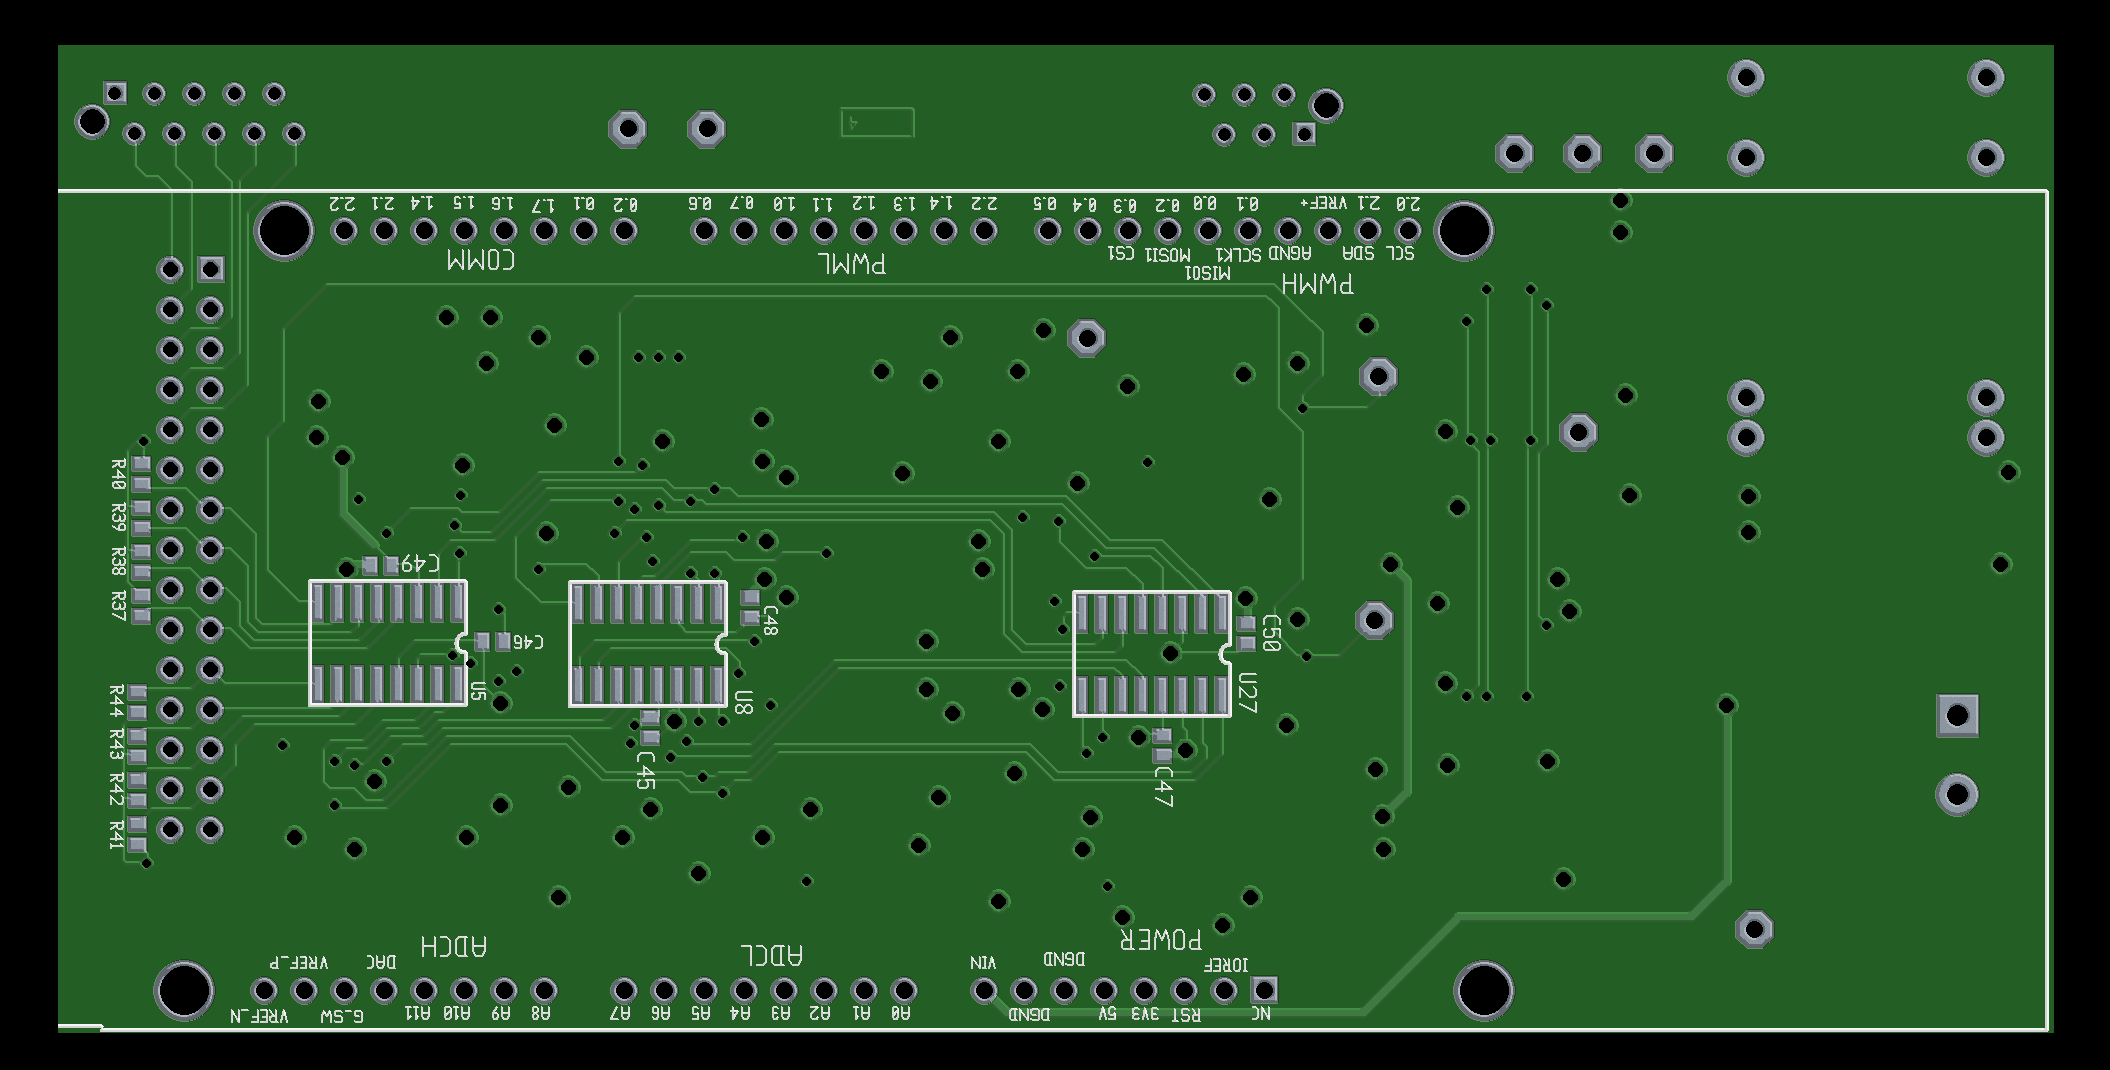 4
2.2 2.1 1.4 1.5 1.6 1.7 0.1 0.2 0.6 0.7 1.0 1.1 1.2 1.3 1.4 2.2 0.5 0.4 0.3 0.2 0.0 0.1 VREF+ 2.1 2.0
CS1 MOSI1 SCLK1 AGND SDA SCL
COMM PWML MISO1
PWMH
R40
R39
R38 C49
R37 C48 C50
C46
U5 U8 U27
R44
R43
R42 C45 C47
R41
ADCH ADCL POWER
VREF_P DAC VIN DGND IOREF
VREF_N G_SW A11 A10 A9 A8 A7 A6 A5 A4 A3 A2 A1 A0 DGND 5V 3V3 RST NC